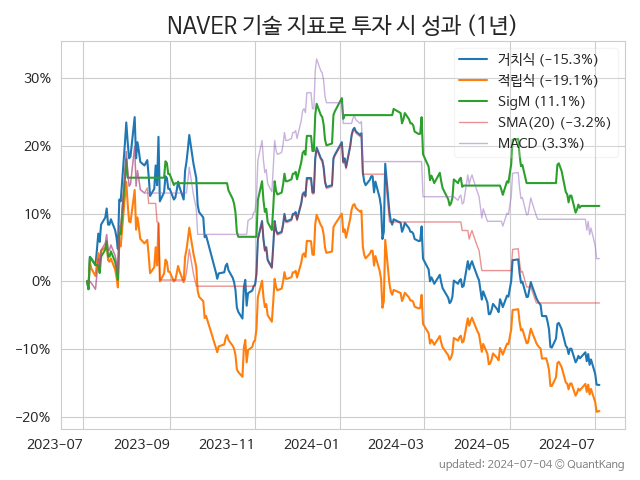 NAVER 기술 지표로 투자 시 성과 (1년)
거치식 (−15.3%)
적립식 (−19.1%)
SigM (11.1%)
SMA(20) (−3.2%)
MACD (3.3%)
30%
20%
10%
0%
−10%
−20%
2023-07
2023-09
2023-11
2024-01
2024-03
2024-05
2024-07
updated: 2024-07-04 © QuantKang